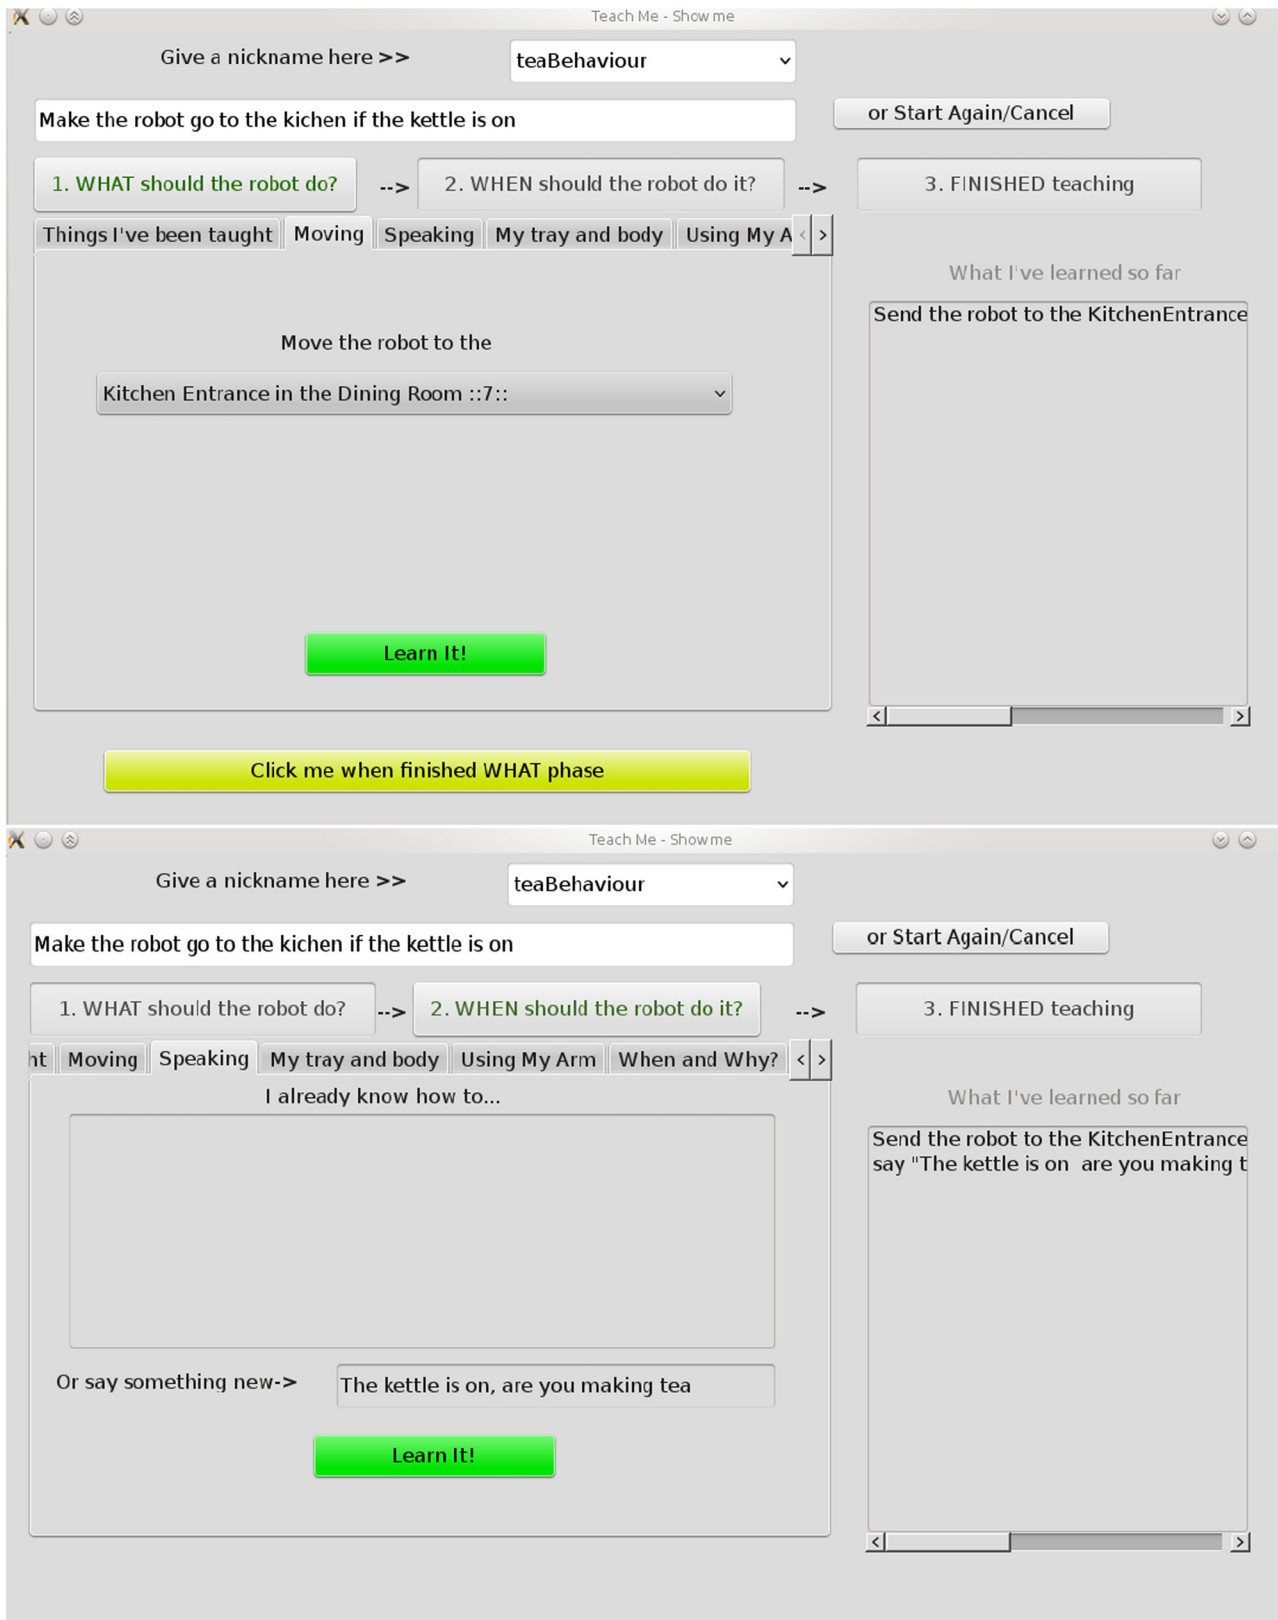 Teach Me - Show me
Give a nickname here >>
teaBehaviour
Make the robot go to the kichen if the kettle is on
or Start Again/Cancel
1. WHAT should the robot do?
-->
2. WHEN should the robot do it?
-->
3. FINISHED teaching
Things I've been taught
Moving
Speaking
My tray and body
Using My A
<
>
What I've learned so far
Send the robot to the KitchenEntrance
Move the robot to the
Kitchen Entrance in the Dining Room ::7::
Learn It!
<
>
Click me when finished WHAT phase
Teach Me - Show me
Give a nickname here >>
teaBehaviour
Make the robot go to the kichen if the kettle is on
or Start Again/Cancel
1. WHAT should the robot do?
-->
2. WHEN should the robot do it?
-->
3. FINISHED teaching
ht
Moving
Speaking
My tray and body
Using My Arm
When and Why?
<
>
I already know how to...
What I've learned so far
Send the robot to the KitchenEntrance
say "The kettle is on  are you making t
Or say something new->
The kettle is on, are you making tea
Learn It!
<
>